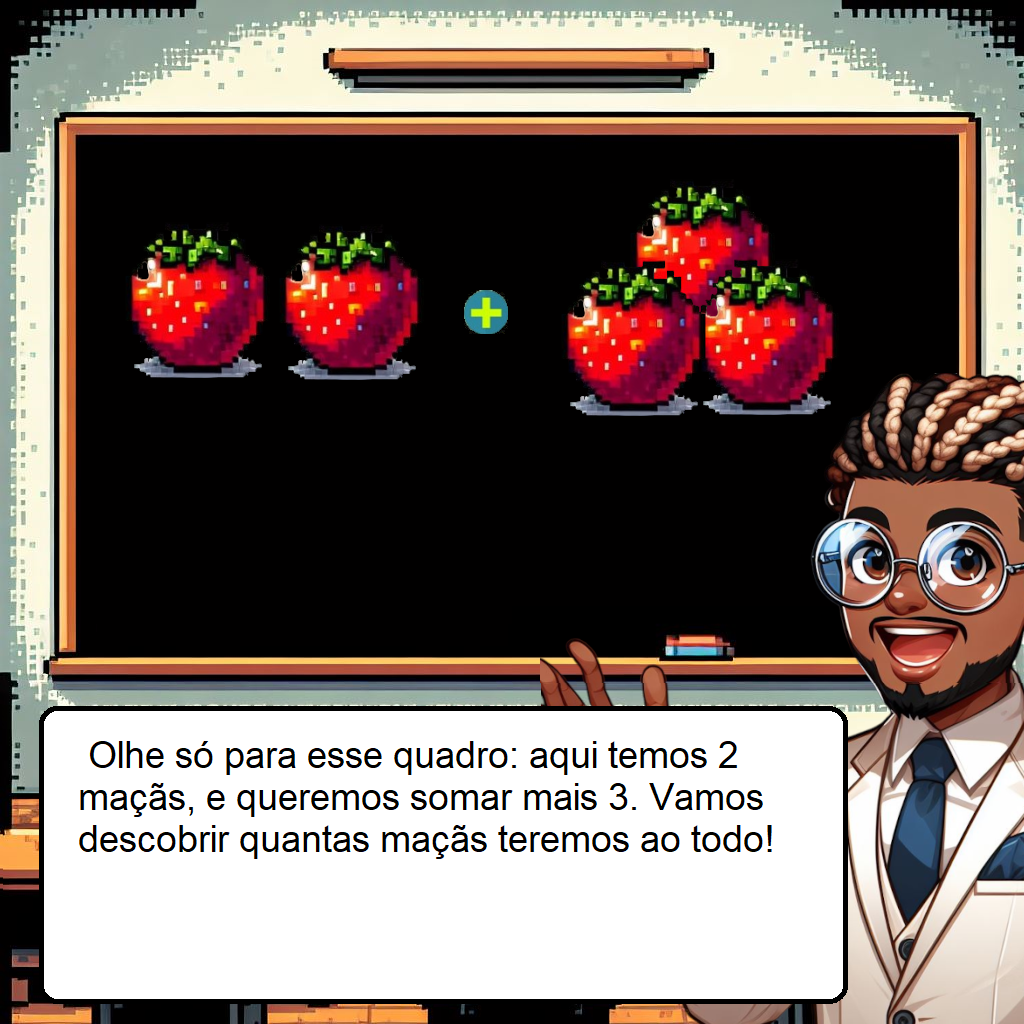 Olhe só para esse quadro: aqui temos 2
maçãs, e queremos somar mais 3. Vamos
descobrir quantas maçãs teremos ao todo!